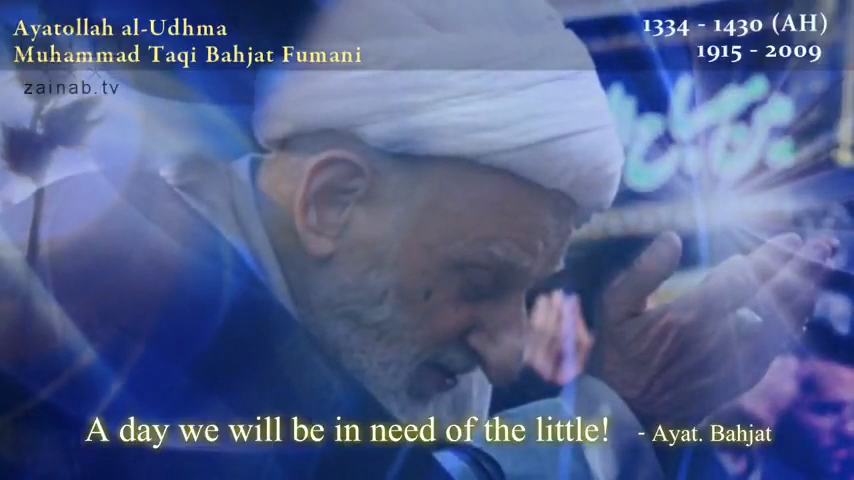 Ayatollah al-Udhma
Muhammad Taqi Bahjat Fumani
1334 - 1430 (AH)
1915 - 2009
zainab.tv
A day we will be in need of the little! - Ayat. Bahjat